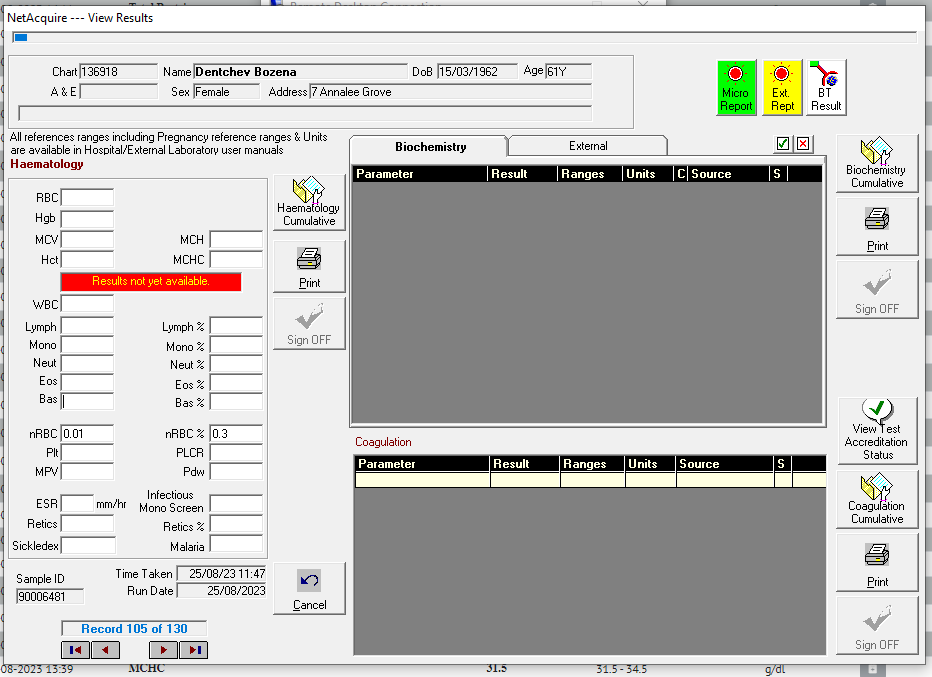 NetAcquire --- View Results
Chart 136918 Name Dentchev Bozena DoB 15/03/1962 Age 61Y
A & E Sex Female Address 7 Annalee Grove
Micro Report
Ext. Rept
BT Result
All references ranges including Pregnancy reference ranges & Units
are available in Hospital/External Laboratory user manuals
Haematology
RBC
Hgb
MCV MCH
Hct MCHC
Results not yet available.
WBC
Lymph Lymph %
Mono Mono %
Neut Neut %
Eos Eos %
Bas Bas %
nRBC 0.01 nRBC % 0.3
Plt PLCR
MPV Pdw
ESR mm/hr Infectious
Mono Screen
Retics Retics %
Sickledex Malaria
Sample ID
90006481
Time Taken 25/08/23 11:47
Run Date 25/08/2023
Record 105 of 130
Haematology
Cumulative
Print
Sign OFF
Cancel
Biochemistry External
Parameter Result Ranges Units C Source S
Coagulation
Parameter Result Ranges Units Source S
Biochemistry
Cumulative
Print
Sign OFF
View Test
Accreditation
Status
Coagulation
Cumulative
Print
Sign OFF
08-2023 13:39 MCHC 31.5 31.5 - 34.5 g/dl